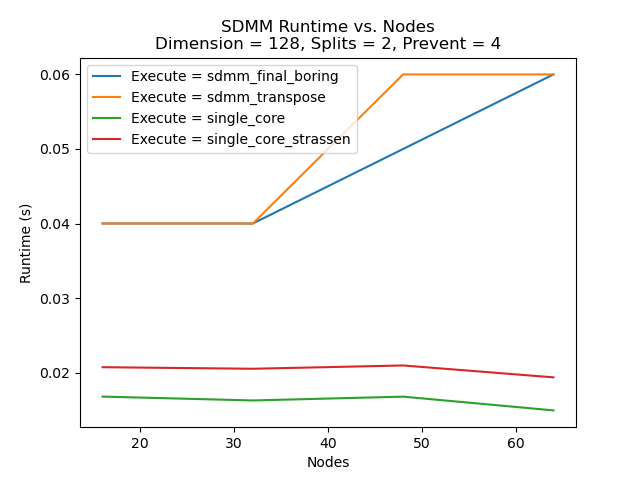 SDMM Runtime vs. Nodes
Dimension = 128, Splits = 2, Prevent = 4
Execute = sdmm_final_boring
Execute = sdmm_transpose
Execute = single_core
Execute = single_core_strassen
Runtime (s)
0.06
0.05
0.04
0.03
0.02
20 30 40 50 60
Nodes